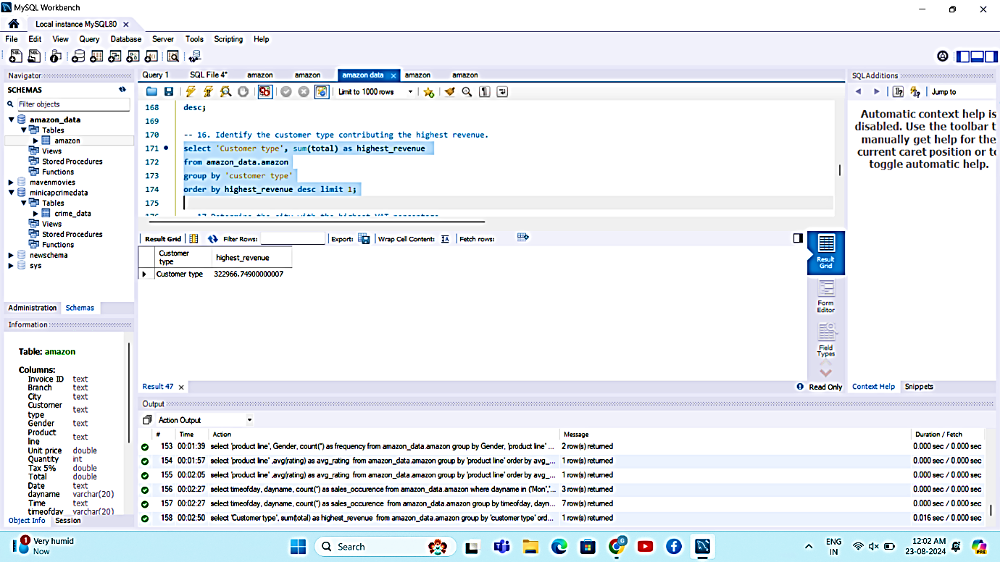 MySQL Workbench
Local instance MySQL80
File Edit View Query Database Server Tools Scripting Help
Navigator
SCHEMAS
Filter objects
amazon_data
Tables
amazon
Views
Stored Procedures
Functions
mavenmovies
minicapcrimedata
Tables
crime_data
Views
Stored Procedures
Functions
newschema
sys
Administration Schemas
Information
Table: amazon
Columns:
Invoice ID text
Branch text
City text
Customer type text
Gender text
Product line text
Unit price double
Quantity int
Tax 5% double
Total double
Date text
dayname varchar(20)
Time text
timeofday varchar(20)
Object Info Session
Query 1 SQL File 4* amazon amazon amazon data amazon amazon
Limit to 1000 rows
168 desc;
169
170 -- 16. Identify the customer type contributing the highest revenue.
171 select 'Customer type', sum(total) as highest_revenue
172 from amazon_data.amazon
173 group by 'customer type'
174 order by highest_revenue desc limit 1;
175
Result Grid Filter Rows: Export: Wrap Cell Content: Fetch rows:
Customer type highest_revenue
Customer type 322966.74900000007
Result Grid
Form Editor
Field Types
Result 47
Read Only
Output
Action Output
# Time Action Message Duration / Fetch
153 00:01:39 select 'product line', Gender, count(*) as frequency from amazon_data.amazon group by Gender, 'product line' ... 2 row(s) returned 0.000 sec / 0.000 sec
154 00:01:57 select 'product line' ,avg(rating) as avg_rating from amazon_data.amazon group by 'product line' order by avg_... 1 row(s) returned 0.000 sec / 0.000 sec
155 00:02:05 select 'product line' ,avg(rating) as avg_rating from amazon_data.amazon group by 'product line' order by avg_... 1 row(s) returned 0.000 sec / 0.000 sec
156 00:02:27 select timeofday, dayname, count(*) as sales_occurence from amazon_data.amazon where dayname in ('Mon','... 3 row(s) returned 0.000 sec / 0.000 sec
157 00:02:27 select timeofday, dayname, count(*) as sales_occurence from amazon_data.amazon group by timeofday, dayn... 7 row(s) returned 0.000 sec / 0.000 sec
158 00:02:50 select 'Customer type', sum(total) as highest_revenue from amazon_data.amazon group by 'customer type' ord... 1 row(s) returned 0.016 sec / 0.000 sec
SQLAdditions
Jump to
Automatic context help is
disabled. Use the toolbar t
manually get help for the
current caret position or to
toggle automatic help.
Context Help Snippets
1 Very humid
Now
Search
ENG
IN
12:02 AM
23-08-2024
PRE